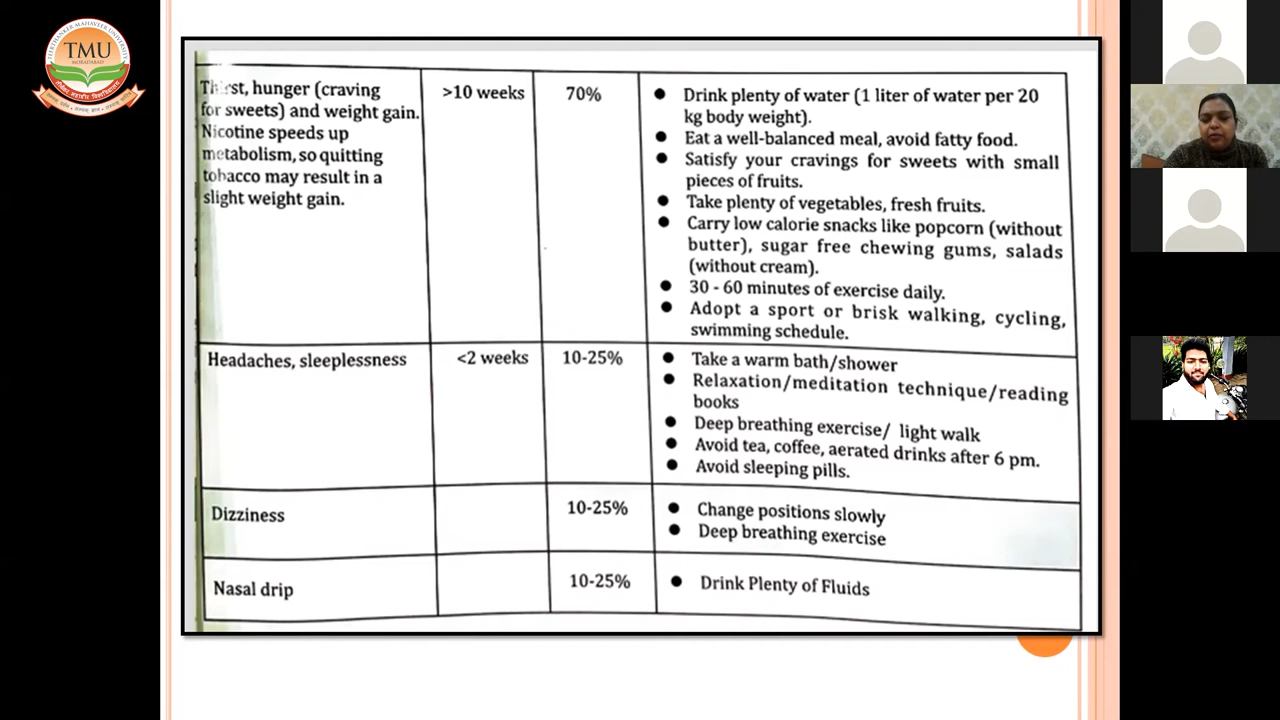 TEERTHANKER MAHAVEER UNIVERSITY
TMU
MORADABAD
Thirst, hunger (craving
for sweets) and weight gain.
Nicotine speeds up
metabolism, so quitting
tobacco may result in a
slight weight gain.
>10 weeks
70%
● Drink plenty of water (1 liter of water per 20
kg body weight).
● Eat a well-balanced meal, avoid fatty food.
● Satisfy your cravings for sweets with small
pieces of fruits.
● Take plenty of vegetables, fresh fruits.
● Carry low calorie snacks like popcorn (without
butter), sugar free chewing gums, salads
(without cream).
● 30 - 60 minutes of exercise daily.
● Adopt a sport or brisk walking, cycling,
swimming schedule.
Headaches, sleeplessness
<2 weeks
10-25%
● Take a warm bath/shower
● Relaxation/meditation technique/reading
books
● Deep breathing exercise/ light walk
● Avoid tea, coffee, aerated drinks after 6 pm.
● Avoid sleeping pills.
Dizziness
10-25%
● Change positions slowly
● Deep breathing exercise
Nasal drip
10-25%
● Drink Plenty of Fluids